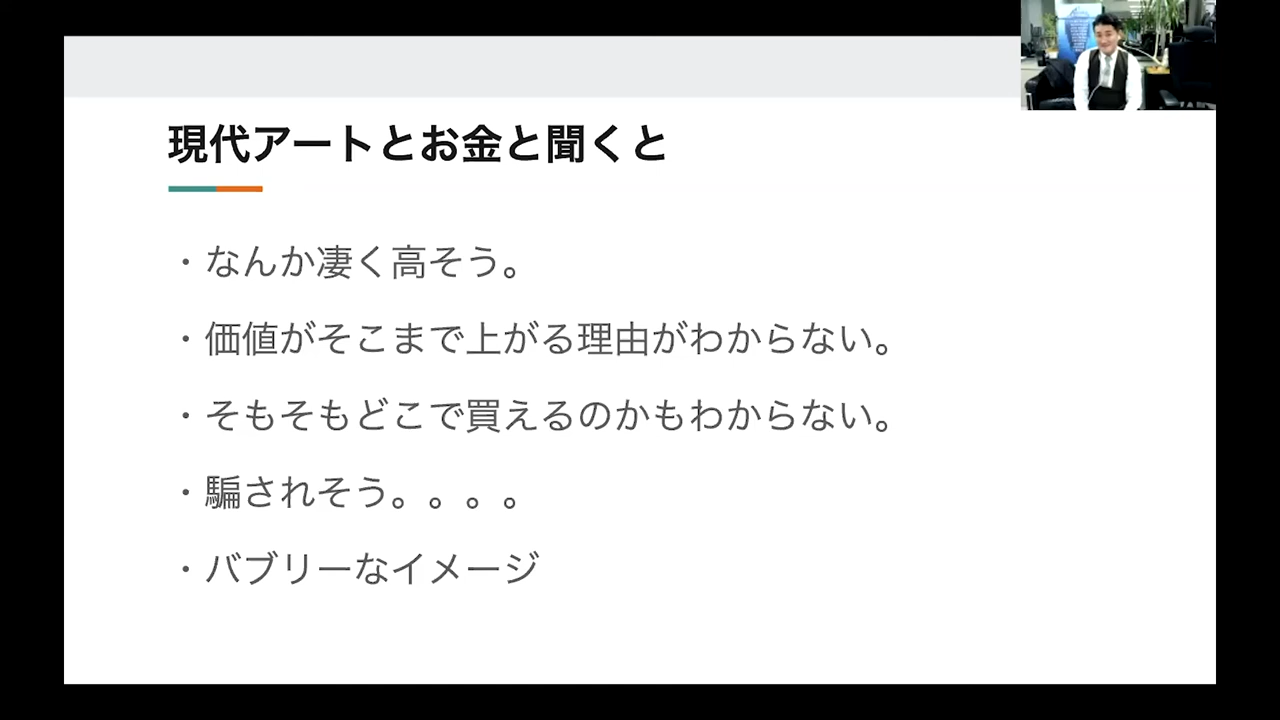 現代アートとお金と聞くと
・なんか凄く高そう。
・価値がそこまで上がる理由がわからない。
・そもそもどこで買えるのかもわからない。
・騙されそう。。。。
・バブリーなイメージ